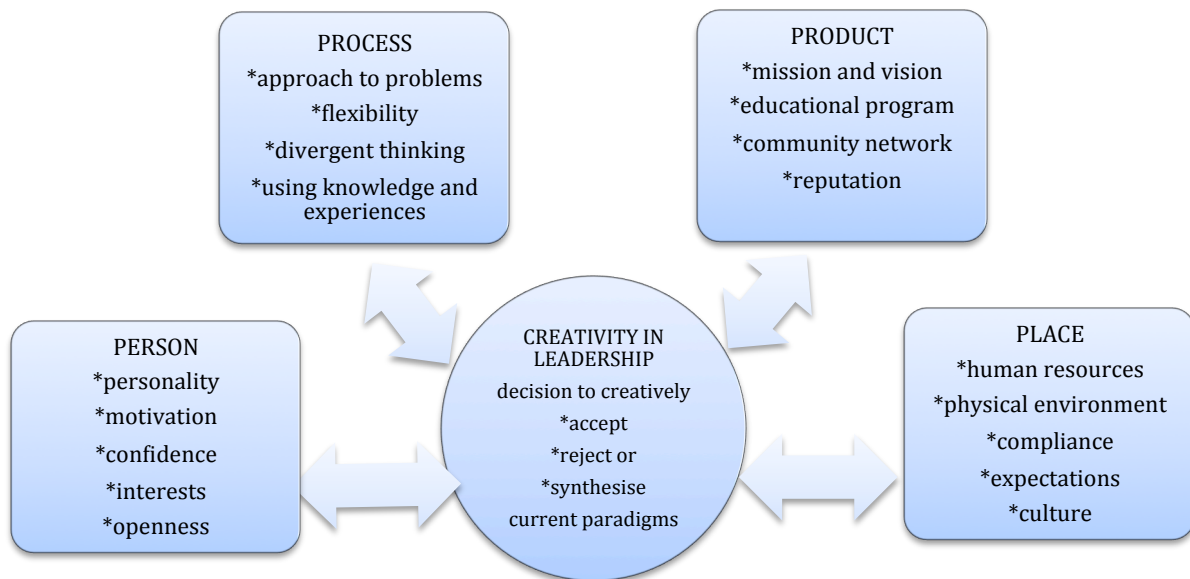 PROCESS
*approach to problems
*flexibility
*divergent thinking
*using knowledge and
experiences
PRODUCT
*mission and vision
*educational program
*community network
*reputation
PERSON
*personality
*motivation
*confidence
*interests
*openness
CREATIVITY IN
LEADERSHIP
decision to creatively
*accept
*reject or
*synthesise
current paradigms
PLACE
*human resources
*physical environment
*compliance
*expectations
*culture